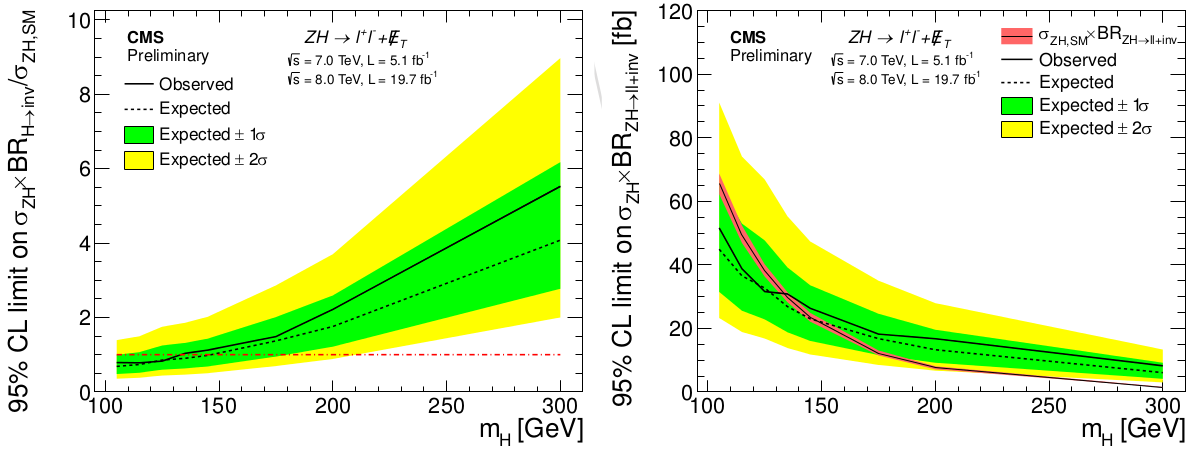 95% CL limit on σZH×BRH→inv/σZH,SM
10
8
6
4
2
0
CMS
Preliminary
ZH → l+l-+E̸T
√s = 7.0 TeV, L = 5.1 fb-1
√s = 8.0 TeV, L = 19.7 fb-1
Observed
Expected
Expected ± 1σ
Expected ± 2σ
100 150 200 250 300
mH [GeV]
95% CL limit on σZH×BRZH→ll+inv [fb]
120
100
80
60
40
20
0
CMS
Preliminary
ZH → l+l-+E̸T
√s = 7.0 TeV, L = 5.1 fb-1
√s = 8.0 TeV, L = 19.7 fb-1
σZH,SM×BRZH→ll+inv
Observed
Expected
Expected ± 1σ
Expected ± 2σ
100 150 200 250 300
mH [GeV]